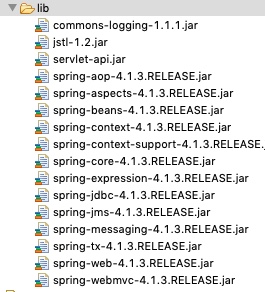 lib
commons-logging-1.1.1.jar
jstl-1.2.jar
servlet-api.jar
spring-aop-4.1.3.RELEASE.jar
spring-aspects-4.1.3.RELEASE.jar
spring-beans-4.1.3.RELEASE.jar
spring-context-4.1.3.RELEASE.jar
spring-context-support-4.1.3.RELEASE.
spring-core-4.1.3.RELEASE.jar
spring-expression-4.1.3.RELEASE.jar
spring-jdbc-4.1.3.RELEASE.jar
spring-jms-4.1.3.RELEASE.jar
spring-messaging-4.1.3.RELEASE.jar
spring-tx-4.1.3.RELEASE.jar
spring-web-4.1.3.RELEASE.jar
spring-webmvc-4.1.3.RELEASE.jar